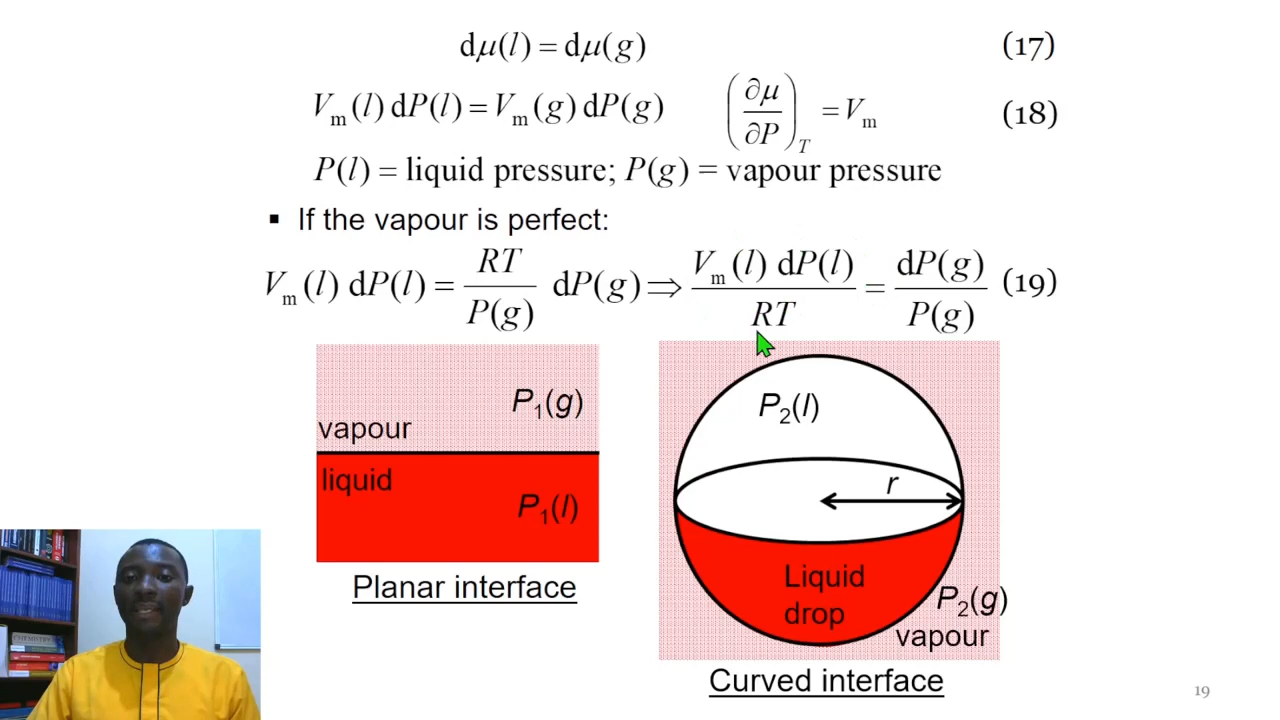 dμ(l) = dμ(g) (17)
Vm(l) dP(l) = Vm(g) dP(g) (∂μ/∂P)T = Vm (18)
P(l) = liquid pressure; P(g) = vapour pressure
▪ If the vapour is perfect:
Vm(l) dP(l) = RT/P(g) dP(g) ⇒ Vm(l) dP(l)/RT = dP(g)/P(g) (19)
P1(g)
vapour
liquid
P1(l)
Planar interface
P2(l)
r
Liquid
drop
P2(g)
vapour
Curved interface
CHEMISTRY
19